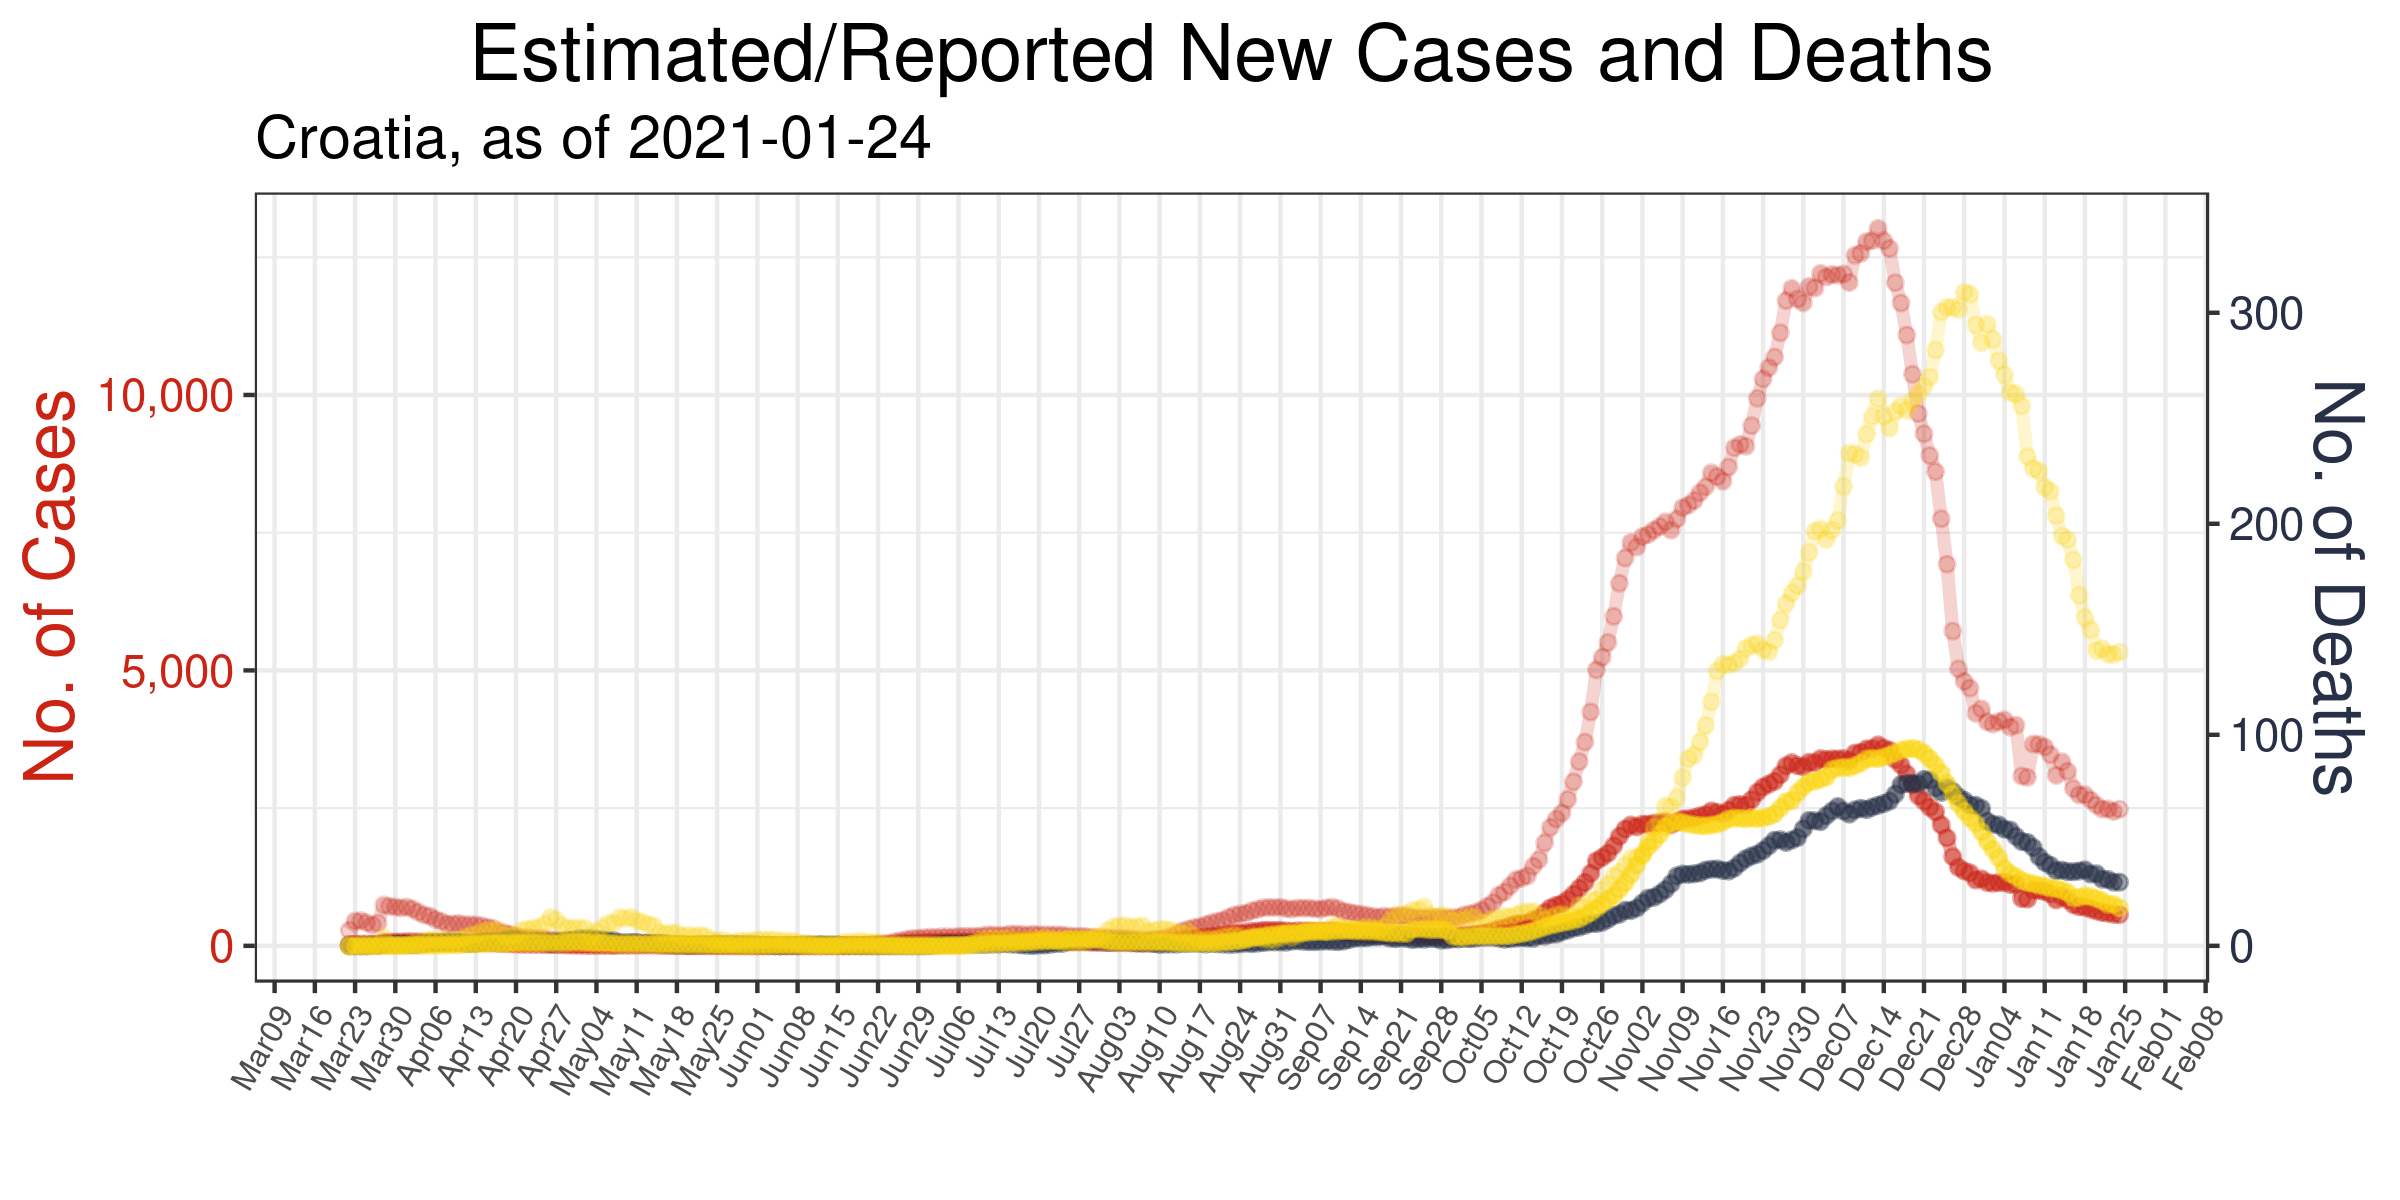 Estimated/Reported New Cases and Deaths
Croatia, as of 2021-01-24
No. of Cases
10,000
5,000
0
300
200
100
0
No. of Deaths
Mar09
Mar16
Mar23
Mar30
Apr06
Apr13
Apr20
Apr27
May04
May11
May18
May25
Jun01
Jun08
Jun15
Jun22
Jun29
Jul06
Jul13
Jul20
Jul27
Aug03
Aug10
Aug17
Aug24
Aug31
Sep07
Sep14
Sep21
Sep28
Oct05
Oct12
Oct19
Oct26
Nov02
Nov09
Nov16
Nov23
Nov30
Dec07
Dec14
Dec21
Dec28
Jan04
Jan11
Jan18
Jan25
Feb01
Feb08